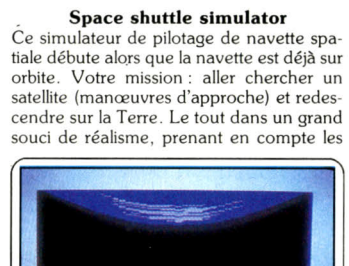 Space shuttle simulator
Ce simulateur de pilotage de navette spa-
tiale débute alors que la navette est déjà sur
orbite. Votre mission : aller chercher un
satellite (manœuvres d'approche) et redes-
cendre sur la Terre. Le tout dans un grand
souci de réalisme, prenant en compte les